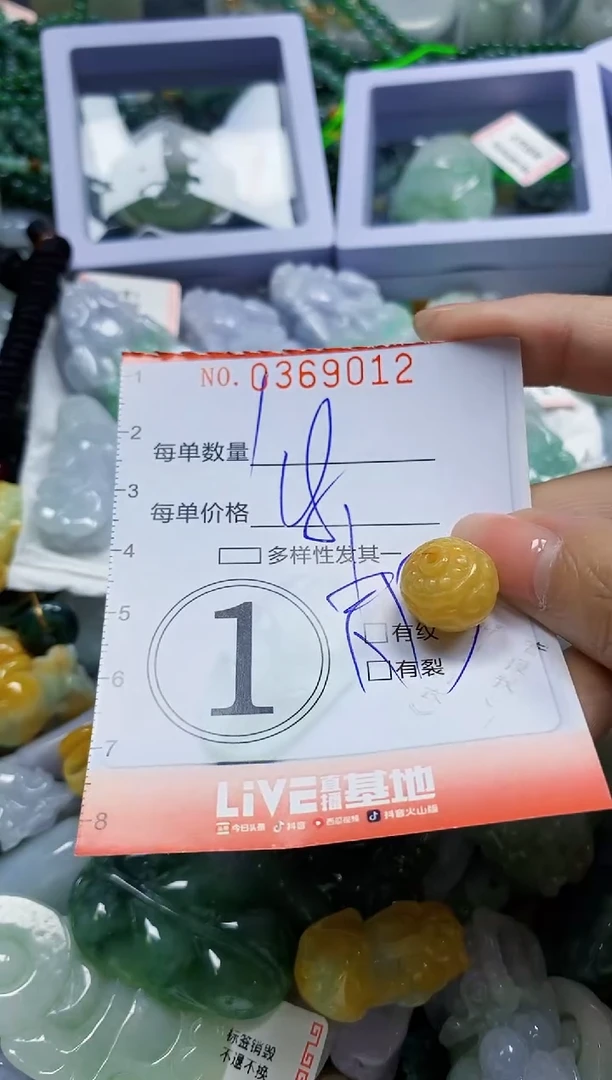 NO.0369012
每单数量
每单价格
多样性发其一
1
有纹
有裂
LiVE直播基地
今日头条 抖音 西瓜视频 抖音火山版
1
2
3
4
5
6
7
8
标签销毁
不退不换